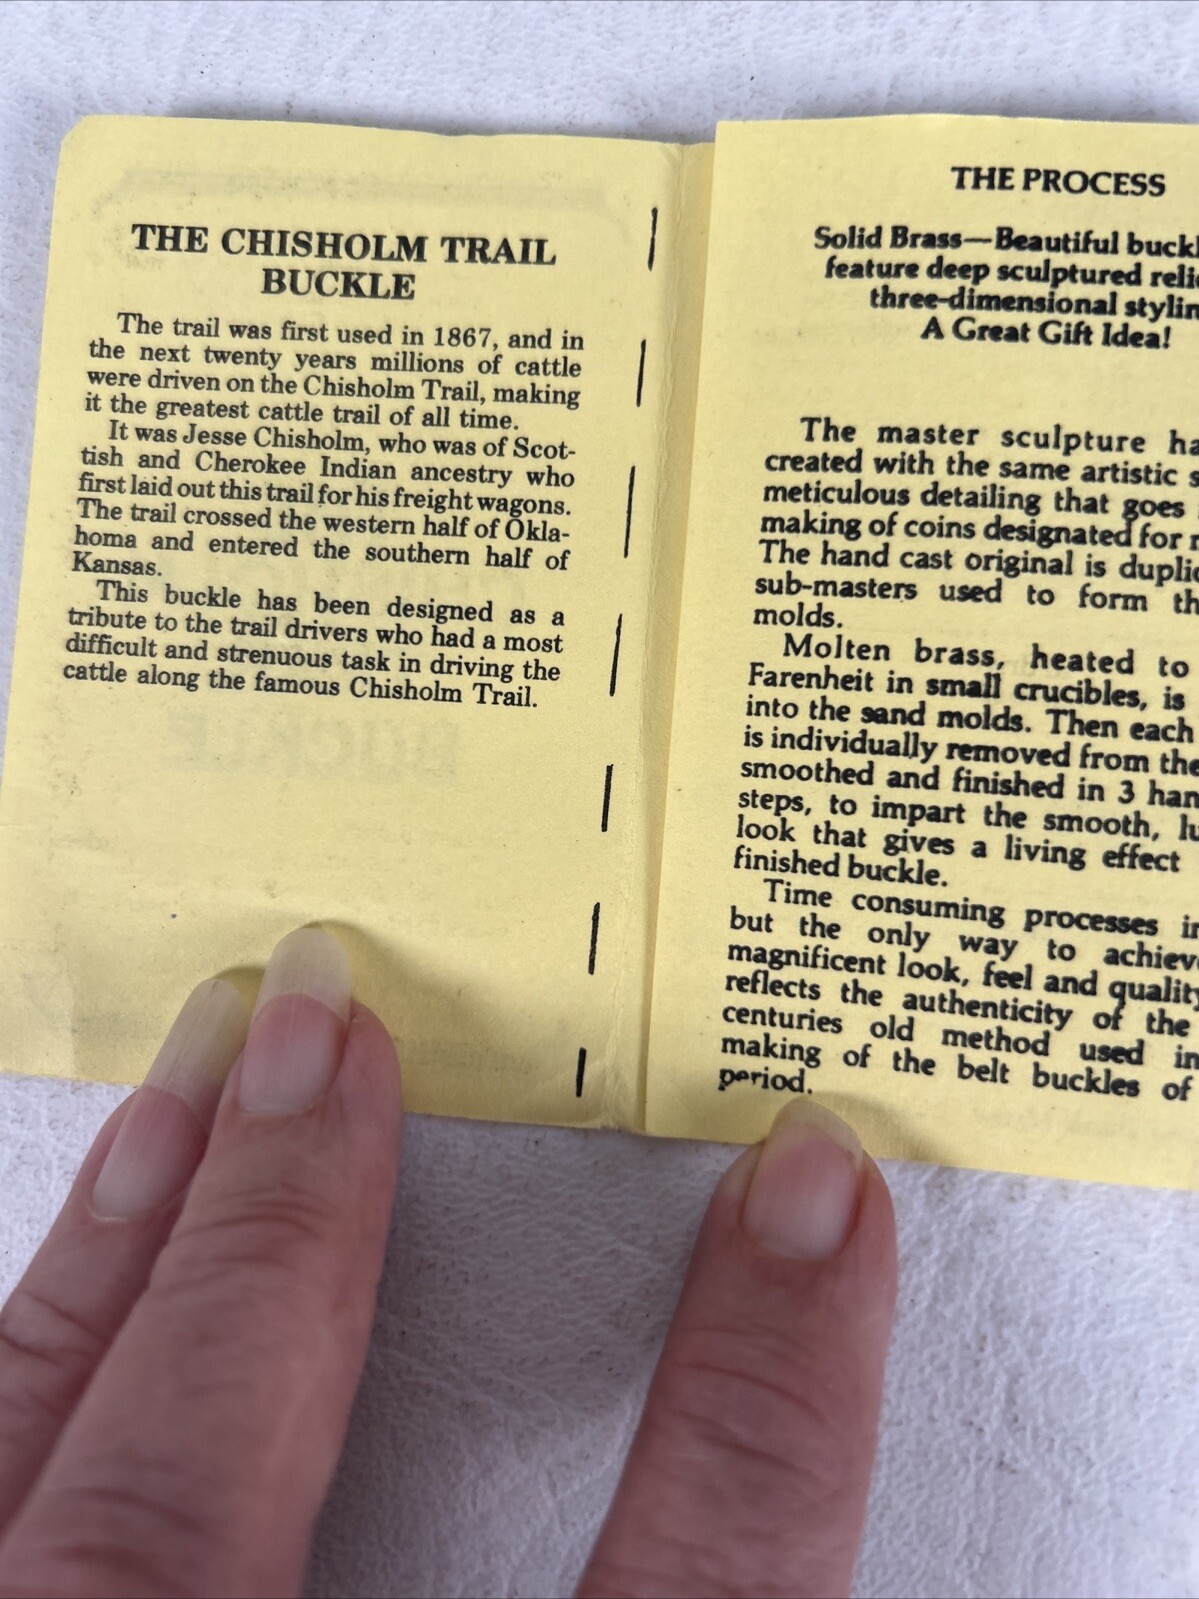 THE CHISHOLM TRAIL
BUCKLE
The trail was first used in 1867, and in
the next twenty years millions of cattle
were driven on the Chisholm Trail, making
it the greatest cattle trail of all time.
It was Jesse Chisholm, who was of Scot-
tish and Cherokee Indian ancestry who
first laid out this trail for his freight wagons.
The trail crossed the western half of Okla-
homa and entered the southern half of
Kansas.
This buckle has been designed as a
tribute to the trail drivers who had a most
difficult and strenuous task in driving the
cattle along the famous Chisholm Trail.
THE PROCESS
Solid Brass—Beautiful
feature deep sculptured
three-dimensional
A Great Gift Idea!
The master sculpture
created with the same artistic
meticulous detailing that goes
making of coins designated for
The hand cast original is
sub-masters used to form
molds.
Molten brass, heated to
Farenheit in small crucibles, is
into the sand molds. Then each
is individually removed from the
smoothed and finished in 3
steps, to impart the smooth,
look that gives a living effect
finished buckle.
Time consuming processes
but the only way to
magnificent look, feel and quality
reflects the authenticity of the
centuries old method used
making of the belt buckles of
period.